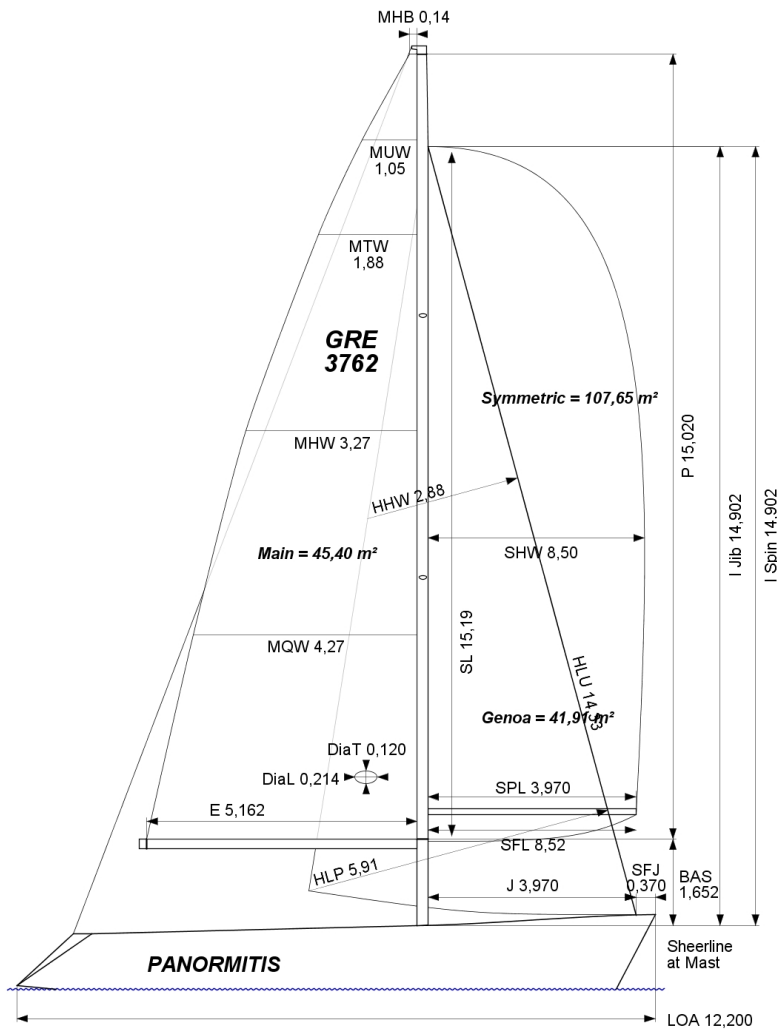 MHB 0,14
MUW
1,05
MTW
1,88
GRE
3762
Symmetric = 107,65 m²
P 15,020
I Jib 14,902
I Spin 14.902
MHW 3,27
HHW 2,88
Main = 45,40 m²
SHW 8,50
SL 15,19
MQW 4,27
HLU 14,53
Genoa = 41,91 m²
DiaT 0,120
DiaL 0,214
SPL 3,970
E 5,162
SFL 8,52
HLP 5,91
SFJ
0,370
BAS
1,652
J 3,970
Sheerline
at Mast
PANORMITIS
LOA 12,200